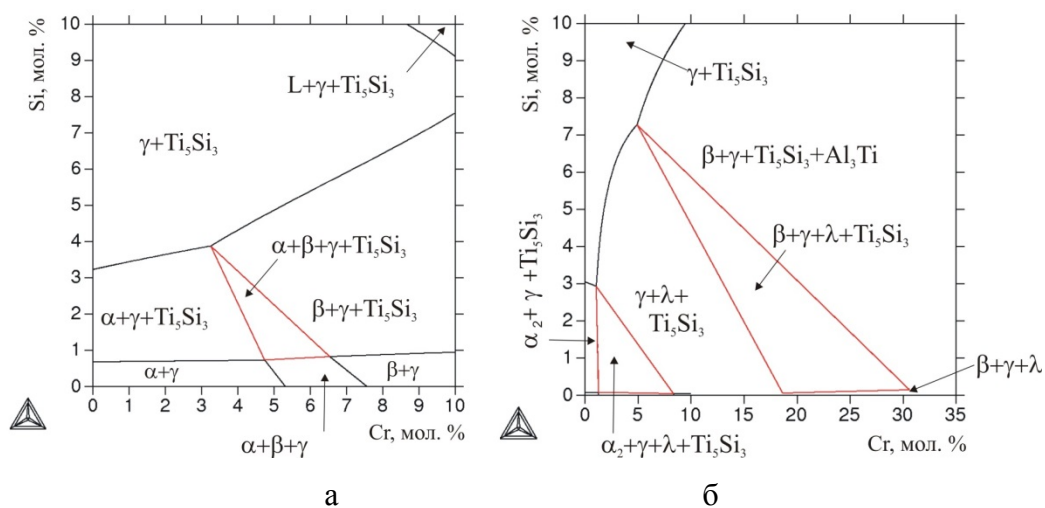 Si, мол. %
10
9
8
7
6
5
4
3
2
1
0
0 1 2 3 4 5 6 7 8 9 10
Cr, мол. %
L+γ+Ti₅Si₃
γ+Ti₅Si₃
α+β+γ+Ti₅Si₃
β+γ+Ti₅Si₃
α+γ+Ti₅Si₃
α+γ
β+γ
α+β+γ
а
Si, мол. %
10
9
8
7
6
5
4
3
2
1
0
0 5 10 15 20 25 30 35
Cr, мол. %
γ+Ti₅Si₃
β+γ+Ti₅Si₃+Al₃Ti
β+γ+λ+Ti₅Si₃
α₂+ γ +Ti₅Si₃
γ+λ+
Ti₅Si₃
β+γ+λ
α₂+γ+λ+Ti₅Si₃
б